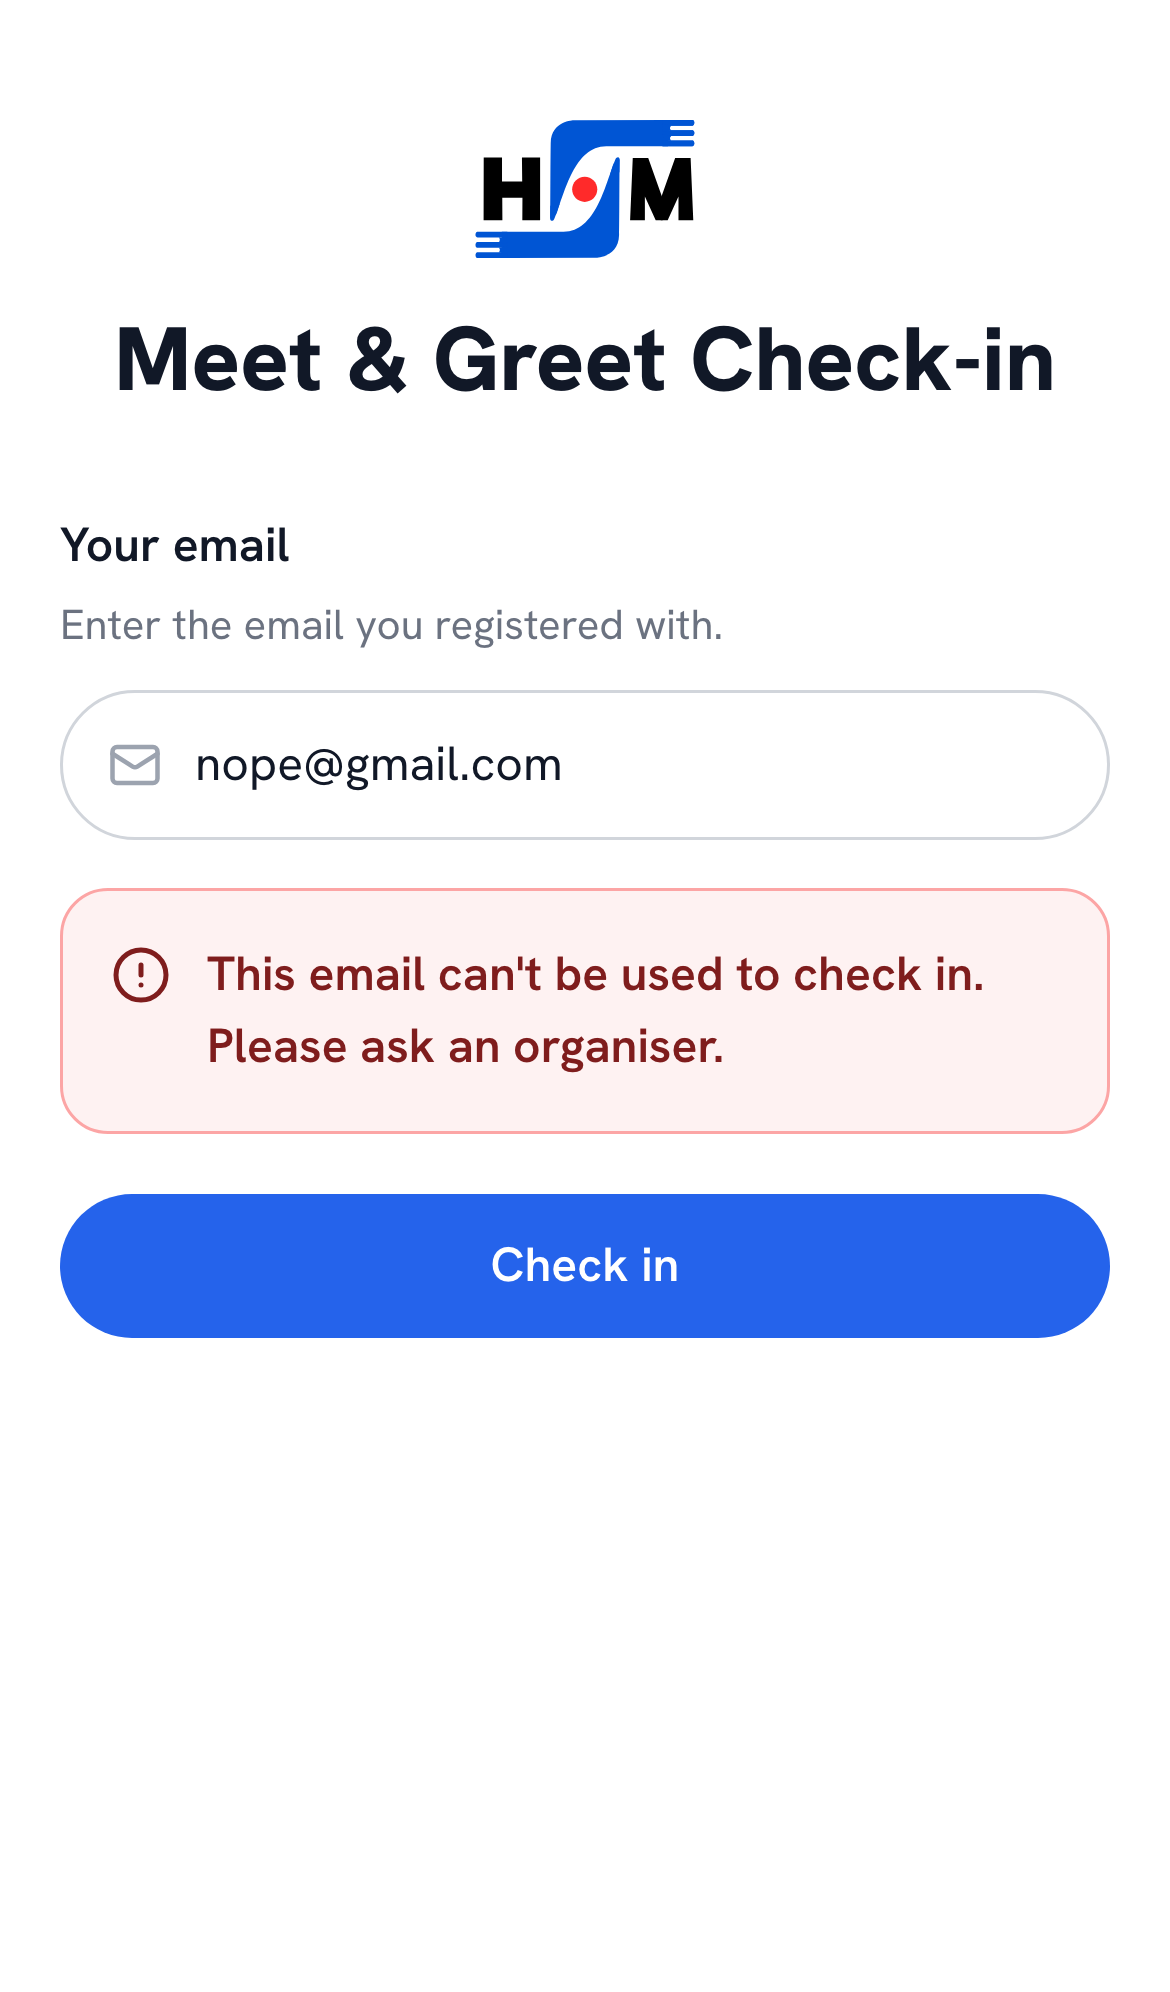 H M
Meet & Greet Check-in
Your email
Enter the email you registered with.
nope@gmail.com
This email can't be used to check in.
Please ask an organiser.
Check in